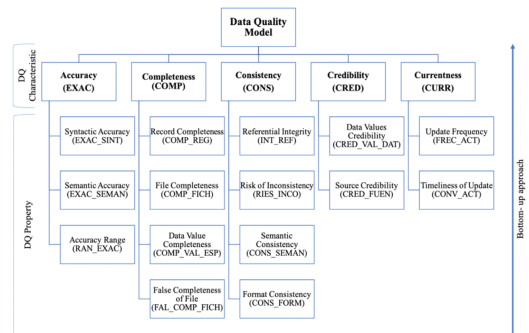 Data Quality
Model
DQ
Characteristic
Accuracy
(EXAC)
Completeness
(COMP)
Consistency
(CONS)
Credibility
(CRED)
Currentness
(CURR)
DQ Property
Syntactic Accuracy
(EXAC_SINT)
Record Completeness
(COMP_REG)
Referential Integrity
(INT_REF)
Data Values
Credibility
(CRED_VAL_DAT)
Update Frequency
(FREC_ACT)
Semantic Accuracy
(EXAC_SEMAN)
File Completeness
(COMP_FICH)
Risk of Inconsistency
(RIES_INCO)
Source Credibility
(CRED_FUEN)
Timeliness of Update
(CONV_ACT)
Accuracy Range
(RAN_EXAC)
Data Value
Completeness
(COMP_VAL_ESP)
Semantic
Consistency
(CONS_SEMAN)
False Completeness
of File
(FAL_COMP_FICH)
Format Consistency
(CONS_FORM)
Bottom- up approach